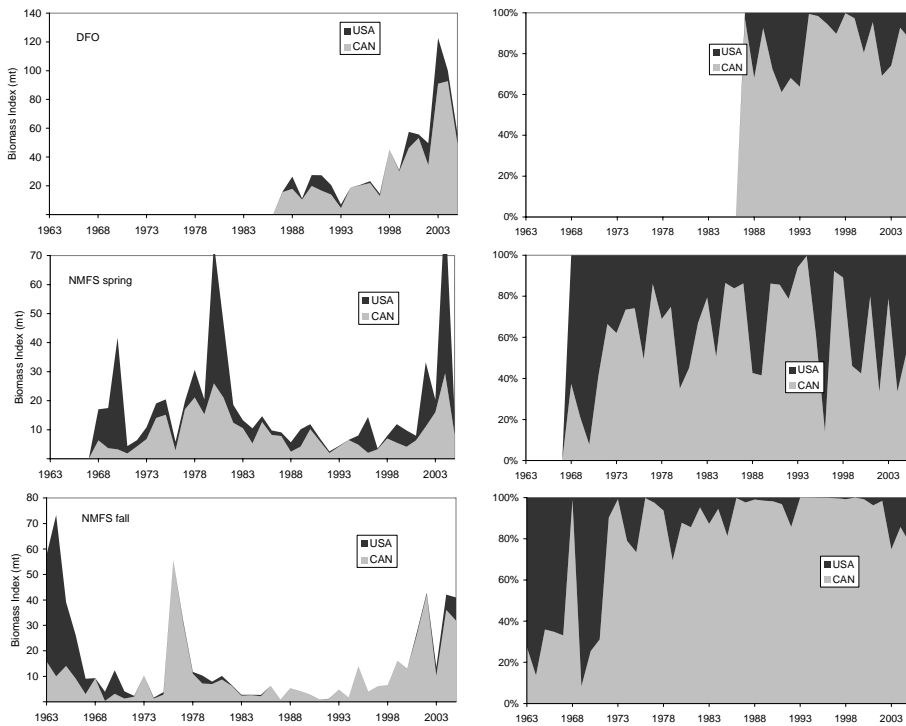 DFO
USA
CAN
Biomass Index (mt)
140
120
100
80
60
40
20
1963 1968 1973 1978 1983 1988 1993 1998 2003
USA
CAN
100%
80%
60%
40%
20%
0%
1963 1968 1973 1978 1983 1988 1993 1998 2003
NMFS spring
USA
CAN
Biomass Index (mt)
70
60
50
40
30
20
10
1963 1968 1973 1978 1983 1988 1993 1998 2003
USA
CAN
100%
80%
60%
40%
20%
0%
1963 1968 1973 1978 1983 1988 1993 1998 2003
NMFS fall
USA
CAN
Biomass Index (mt)
80
70
60
50
40
30
20
10
1963 1968 1973 1978 1983 1988 1993 1998 2003
USA
CAN
100%
80%
60%
40%
20%
0%
1963 1968 1973 1978 1983 1988 1993 1998 2003